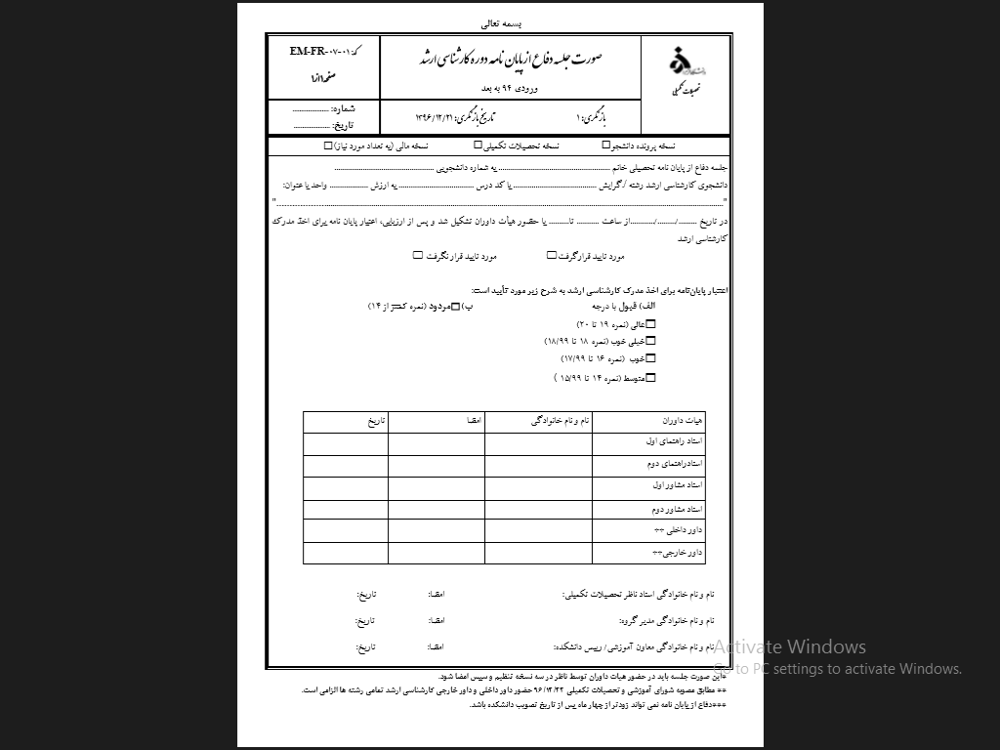 بسمه تعالی
صورت جلسه دفاع از پایان نامه دوره کارشناسی ارشد
ورودی ۹۴ به بعد
کد: EM-FR-۰۷-۰۱
صفحه۱از۱
تحصیلات تکمیلی
بازنگری: ۱
تاریخ بازنگری: ۱۳۹۶/۱۲/۲۱
شماره: ..................
تاریخ: ..................
نسخه پرونده دانشجو□ نسخه تحصیلات تکمیلی□ نسخه مالی (به تعداد مورد نیاز)□
جلسه دفاع از پایان نامه تحصیلی خانم ........................................ به شماره دانشجویی ....................................
دانشجوی کارشناسی ارشد رشته /.گرایش .............................. با کد درس ........................... به ارزش .............. واحد با عنوان:
"................................................................................................................................................"
در تاریخ ......./......../.........از ساعت ......... تا........ با حضور هیأت داوران تشکیل شد و پس از ارزیابی، اعتبار پایان نامه برای اخذ مدرک
کارشناسی ارشد
مورد تایید قرار گرفت□ مورد تایید قرار نگرفت □
اعتبار پایان‌نامه برای اخذ مدرک کارشناسی ارشد به شرح زیر مورد تأیید است:
الف) قبول با درجه ب)□مردود (نمره کمتر از ۱۴)
□عالی (نمره ۱۹ تا ۲۰)
□خیلی خوب (نمره ۱۸ تا ۱۸/۹۹)
□خوب (نمره ۱۶ تا ۱۷/۹۹)
□متوسط (نمره ۱۴ تا ۱۵/۹۹ )
هیات داوران نام و نام خانوادگی امضا تاریخ
استاد راهنمای اول
استادراهنمای دوم
استاد مشاور اول
استاد مشاور دوم
داور داخلی **
داور خارجی**
نام و نام خانوادگی استاد ناظر تحصیلات تکمیلی: امضا: تاریخ:
نام و نام خانوادگی مدیر گروه: امضا: تاریخ:
نام و نام خانوادگی معاون آموزشی/ رییس دانشکده: امضا: تاریخ:
*این صورت جلسه باید در حضور هیات داوران توسط ناظر در سه نسخه تنظیم و سپس امضا شود.
** مطابق مصوبه شورای آموزشی و تحصیلات تکمیلی ۹۶/۱۲/۲۲ حضور داور داخلی و داور خارجی کارشناسی ارشد تمامی رشته ها الزامی است.
***دفاع از پایان نامه نمی تواند زودتر از چهار ماه پس از تاریخ تصویب دانشکده باشد.
Activate Windows
Go to PC settings to activate Windows.